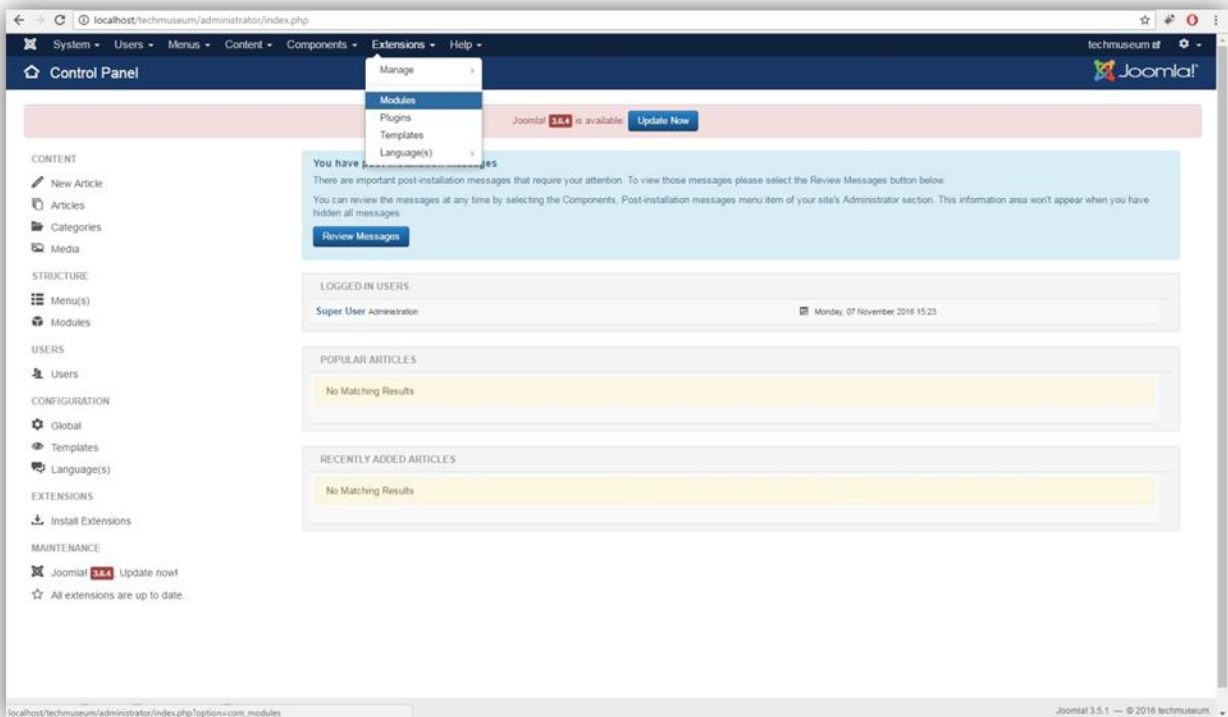 localhost/techmuseum/administrator/index.php
System Users Menus Content Components Extensions Help techmuseum
Control Panel Joomla!
Manage
Modules
Plugins
Templates
Language(s)
Joomla! 3.6.4 is available. Update Now
CONTENT
New Article
Articles
Categories
Media
STRUCTURE
Menu(s)
Modules
USERS
Users
CONFIGURATION
Global
Templates
Language(s)
EXTENSIONS
Install Extensions
MAINTENANCE
Joomla! 3.6.4, Update now!
All extensions are up to date.
You have
There are important post-installation messages that require your attention. To view those messages please select the Review Messages button below.
You can review the messages at any time by selecting the Components, Post-installation messages menu item of your site's Administrator section. This information area won't appear when you have
hidden all messages.
Review Messages
LOGGED-IN USERS
Super User Administration Monday, 07 November 2016 15:23
POPULAR ARTICLES
No Matching Results
RECENTLY ADDED ARTICLES
No Matching Results
localhost/techmuseum/administrator/index.php?option=com_modules
Joomla! 3.5.1 — © 2016 techmuseum